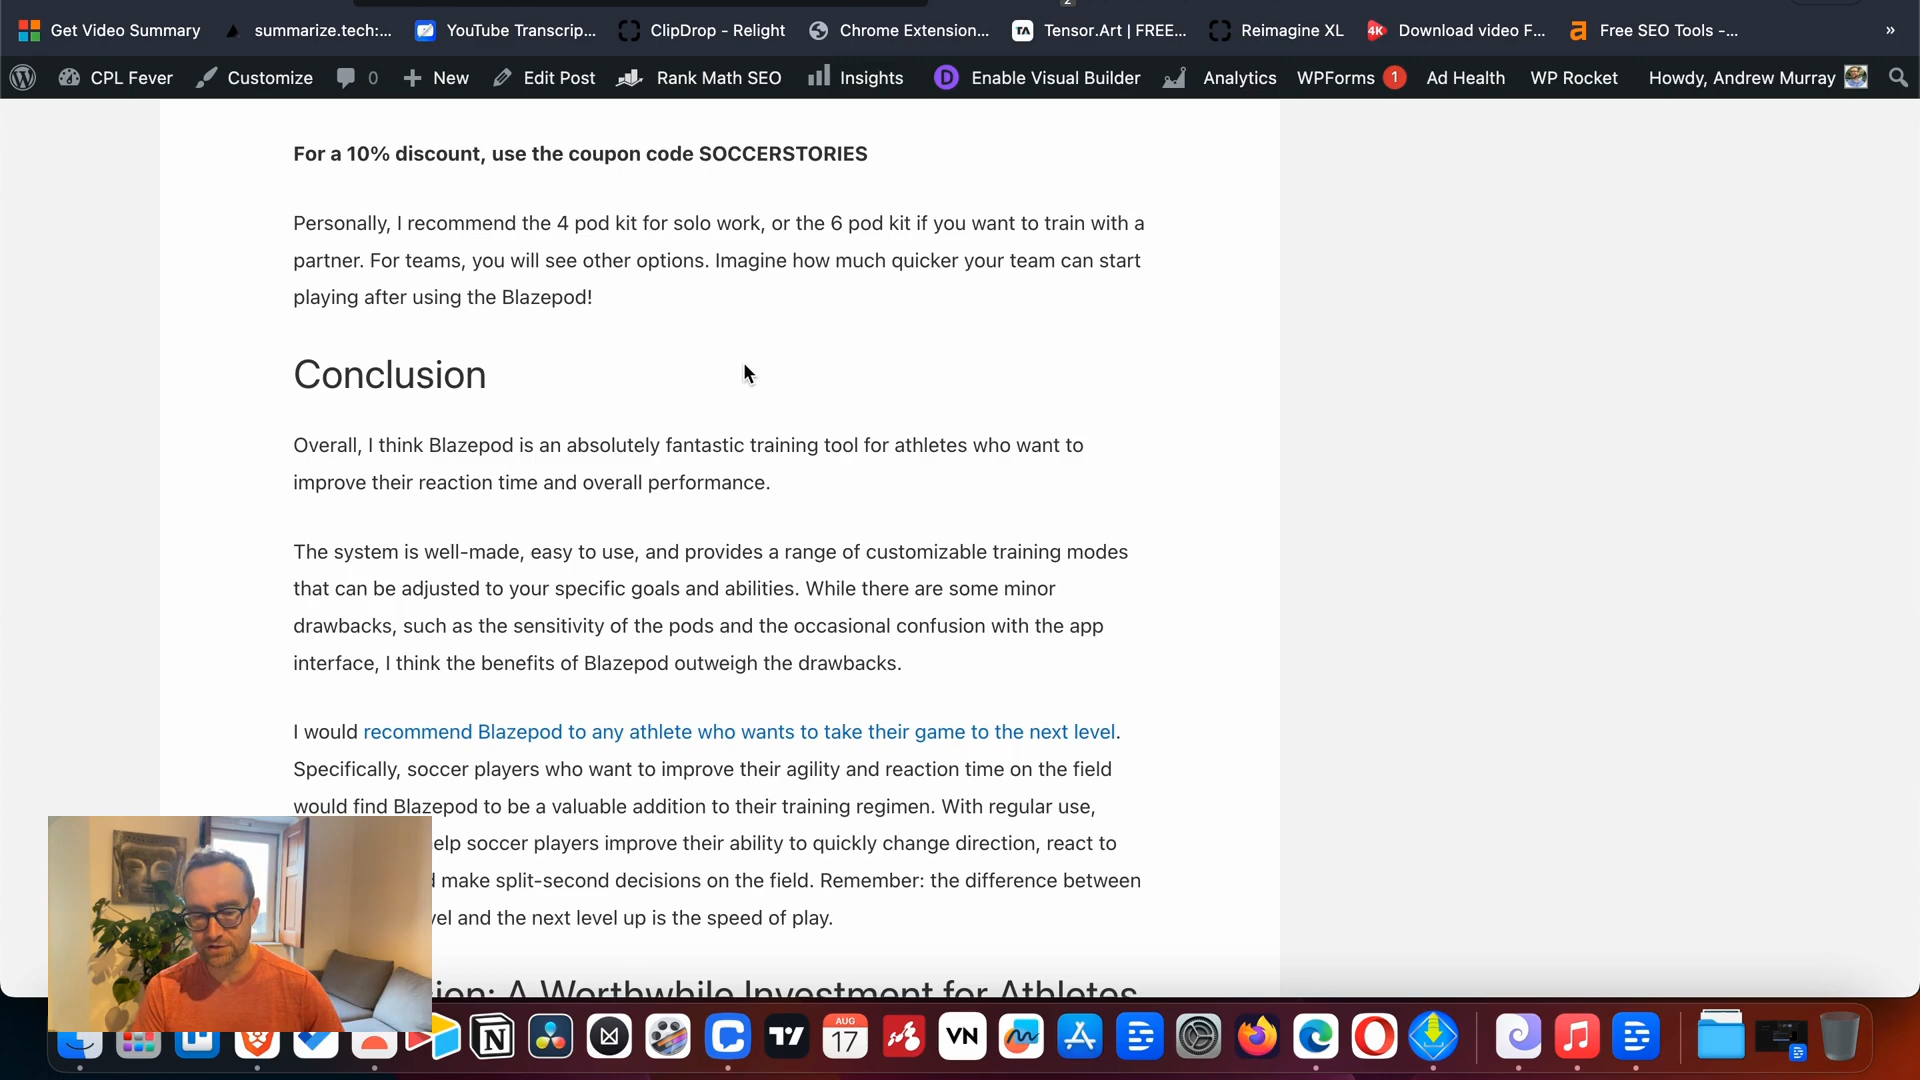 Get Video Summary
summarize.tech:...
YouTube Transcrip...
ClipDrop - Relight
Chrome Extension...
TA
Tensor.Art | FREE...
Reimagine XL
4K
Download video F...
a
Free SEO Tools -...
»
CPL Fever
Customize
0
New
Edit Post
Rank Math SEO
Insights
D
Enable Visual Builder
Analytics
WPForms 1
Ad Health
WP Rocket
Howdy, Andrew Murray
For a 10% discount, use the coupon code SOCCERSTORIES
Personally, I recommend the 4 pod kit for solo work, or the 6 pod kit if you want to train with a
partner. For teams, you will see other options. Imagine how much quicker your team can start
playing after using the Blazepod!
Conclusion
Overall, I think Blazepod is an absolutely fantastic training tool for athletes who want to
improve their reaction time and overall performance.
The system is well-made, easy to use, and provides a range of customizable training modes
that can be adjusted to your specific goals and abilities. While there are some minor
drawbacks, such as the sensitivity of the pods and the occasional confusion with the app
interface, I think the benefits of Blazepod outweigh the drawbacks.
I would recommend Blazepod to any athlete who wants to take their game to the next level.
Specifically, soccer players who want to improve their agility and reaction time on the field
would find Blazepod to be a valuable addition to their training regimen. With regular use,
elp soccer players improve their ability to quickly change direction, react to
make split-second decisions on the field. Remember: the difference between
vel and the next level up is the speed of play.
ion: A Worthwhile Investment for Athletes
AUG
17
VN